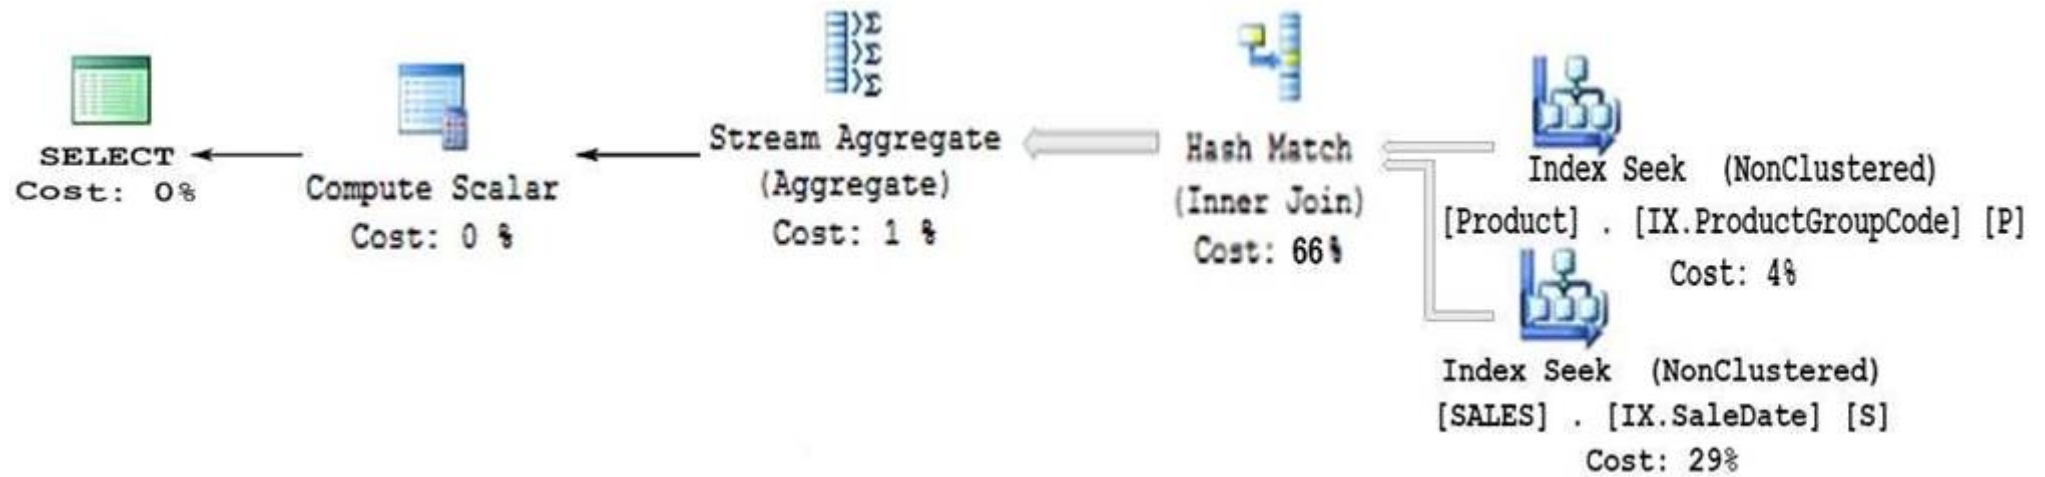 SELECT
Cost: 0%
Compute Scalar
Cost: 0 %
Σ
Σ
Σ
Stream Aggregate
(Aggregate)
Cost: 1 %
Hash Match
(Inner Join)
Cost: 66%
Index Seek (NonClustered)
[Product] . [IX.ProductGroupCode] [P]
Cost: 4%
Index Seek (NonClustered)
[SALES] . [IX.SaleDate] [S]
Cost: 29%